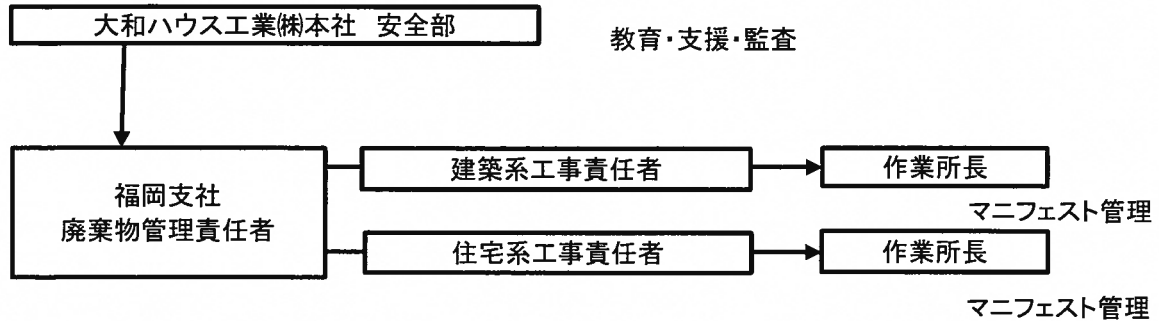 大和ハウス工業㈱本社 安全部
教育・支援・監査
福岡支社
廃棄物管理責任者
建築系工事責任者
作業所長
マニフェスト管理
住宅系工事責任者
作業所長
マニフェスト管理